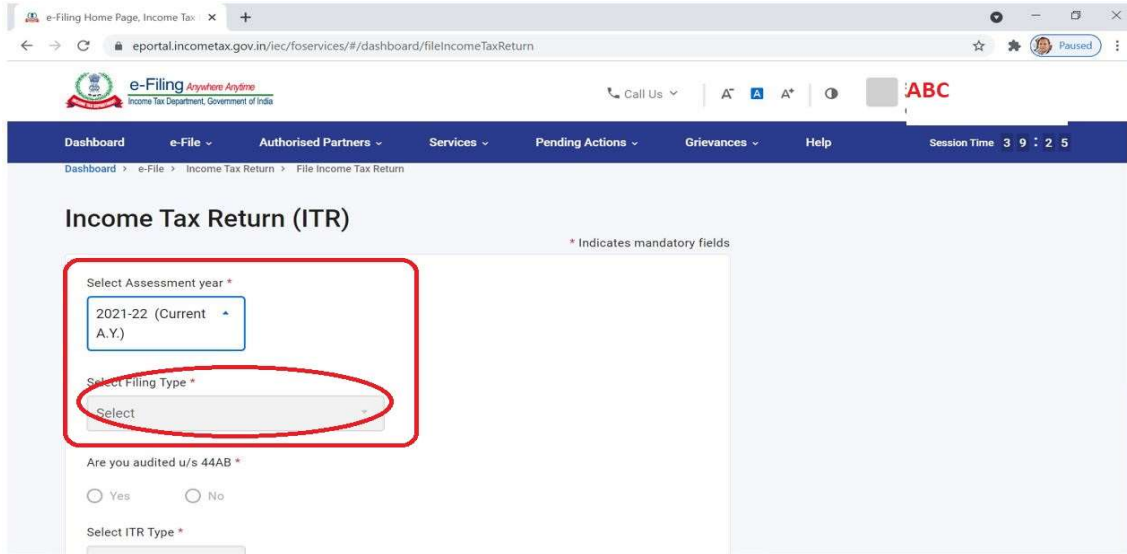 e-Filing Home Page, Income Tax
eportal.incometax.gov.in/iec/foservices/#/dashboard/fileIncomeTaxReturn
Paused
e-Filing Anywhere Anytime
Income Tax Department, Government of India
Call Us
A- A A+
ABC
Dashboard e-File Authorised Partners Services Pending Actions Grievances Help Session Time 3 9 : 2 5
Dashboard > e-File > Income Tax Return > File Income Tax Return
Income Tax Return (ITR)
* Indicates mandatory fields
Select Assessment year *
2021-22 (Current
A.Y.)
Select Filing Type *
Select
Are you audited u/s 44AB *
Yes No
Select ITR Type *